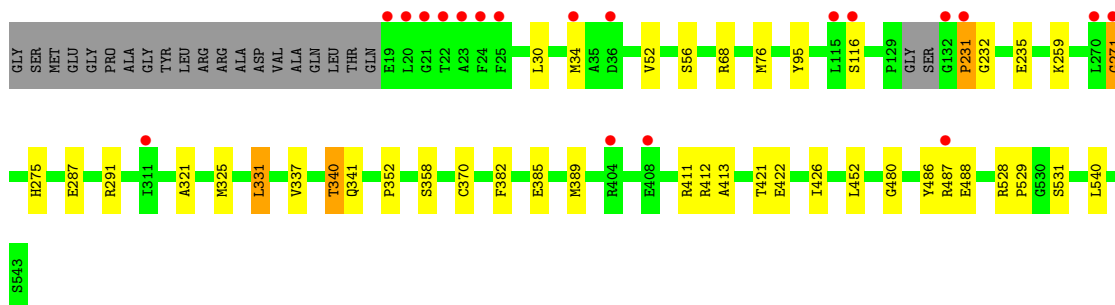 GLY SER MET GLU GLY PRO ALA GLY TYR LEU ARG ARG ALA ASP VAL ALA GLN LEU THR GLN E19 L20 G21 T22 A23 F24 F25 L30 M34 A35 D36 V52 S56 R68 M76 Y95 L115 S116 P129 GLY SER G132 P231 G232 E235 K259 L270 G271
H275 E287 R291 I311 A321 M325 L331 V337 T340 Q341 P352 S358 C370 F382 E385 M389 R404 E408 R411 R412 A413 T421 E422 I426 L452 G480 Y486 R487 E488 R528 P529 G530 S531 L540
S543